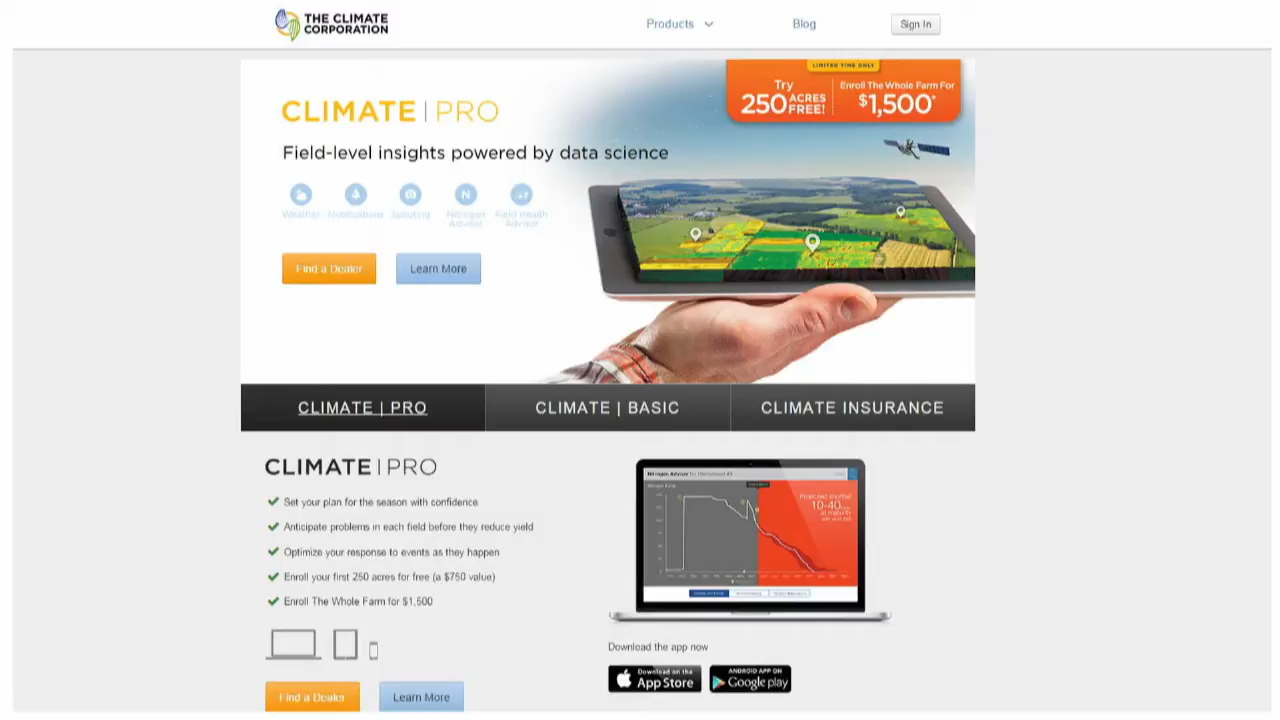 THE CLIMATE
CORPORATION
Products
Blog
Sign In
LIMITED TIME ONLY
Try
250 ACRES FREE!
Enroll The Whole Farm For
$1,500*
CLIMATE | PRO
Field-level insights powered by data science
Weather
Notifications
Scouting
Nitrogen Advisor
Field Health Advisor
Find a Dealer
Learn More
CLIMATE | PRO
CLIMATE | BASIC
CLIMATE INSURANCE
CLIMATE | PRO
Set your plan for the season with confidence
Anticipate problems in each field before they reduce yield
Optimize your response to events as they happen
Enroll your first 250 acres for free (a $750 value)
Enroll The Whole Farm for $1,500
Nitrogen Advisor
Projected shortfall
10-40
at maturity
Download the app now
Download on the
App Store
ANDROID APP ON
Google play
Find a Dealer
Learn More